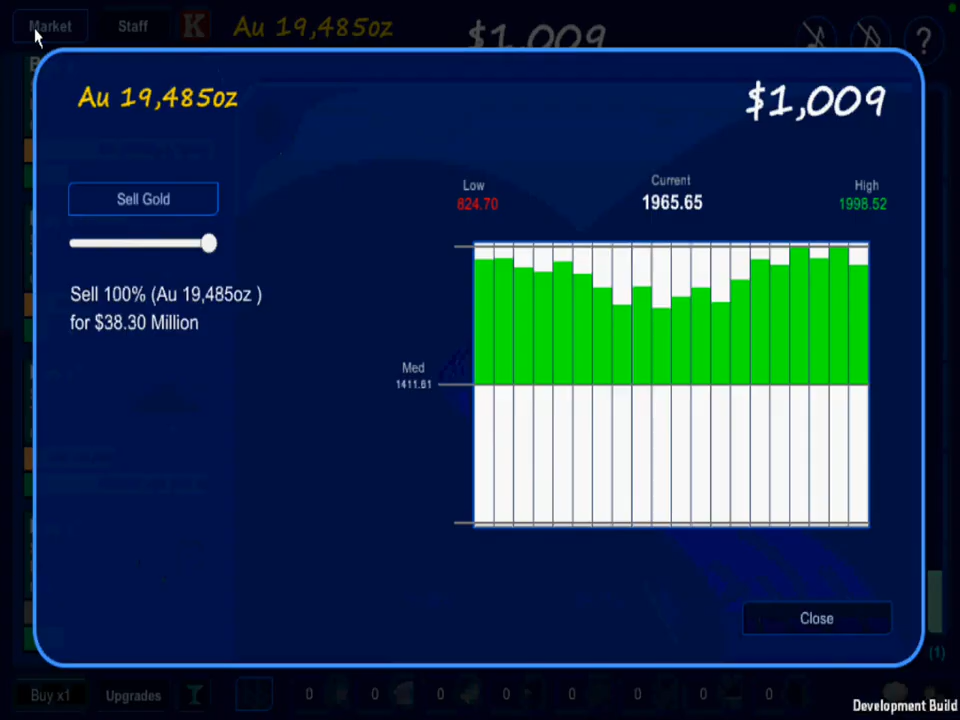 Market Staff K Au 19,485oz $1,009 ?
Au 19,485oz $1,009
Sell Gold
Low Current High
824.70 1965.65 1998.52
Sell 100% (Au 19,485oz )
for $38.30 Million
Med
1411.61
Close
(1)
Buy x1 Upgrades 0 0 0 0 0 0 0 0
Development Build